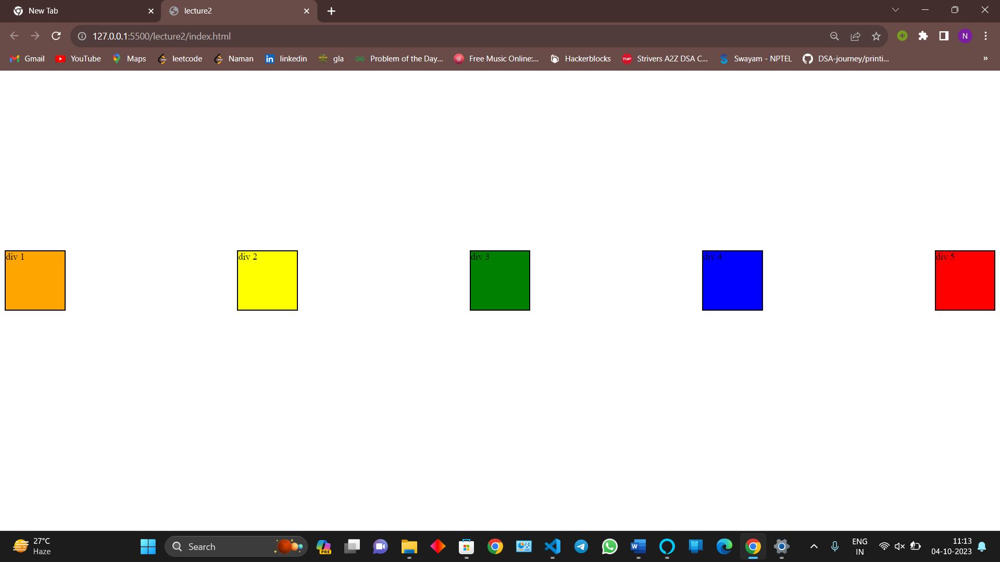 New Tab
lecture2
127.0.0.1:5500/lecture2/index.html
N
Gmail YouTube Maps leetcode Naman linkedin gla Problem of the Day... Free Music Online:... Hackerblocks TUF Strivers A2Z DSA C... Swayam - NPTEL DSA-journey/printi... »
div 1 div 2 div 3 div 4 div 5
27°C
Haze
Search
PRE
ENG
IN
11:13
04-10-2023